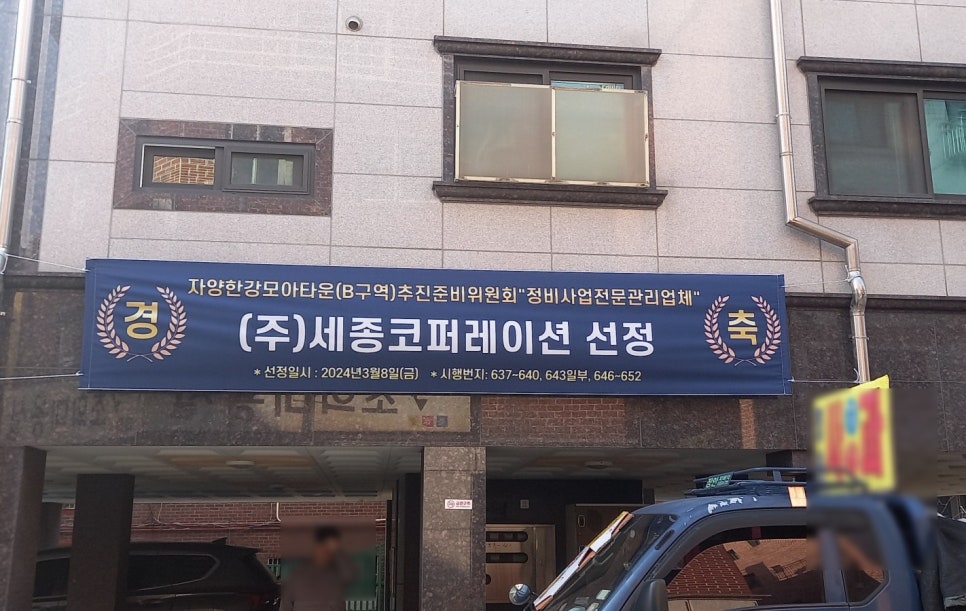 자양한강모아타운(B구역)추진준비위원회"정비사업전문관리업체"
경
(주)세종코퍼레이션 선정
축
* 선정일시 : 2024년3월8일(금) * 시행번지: 637~640, 643일부, 646~652